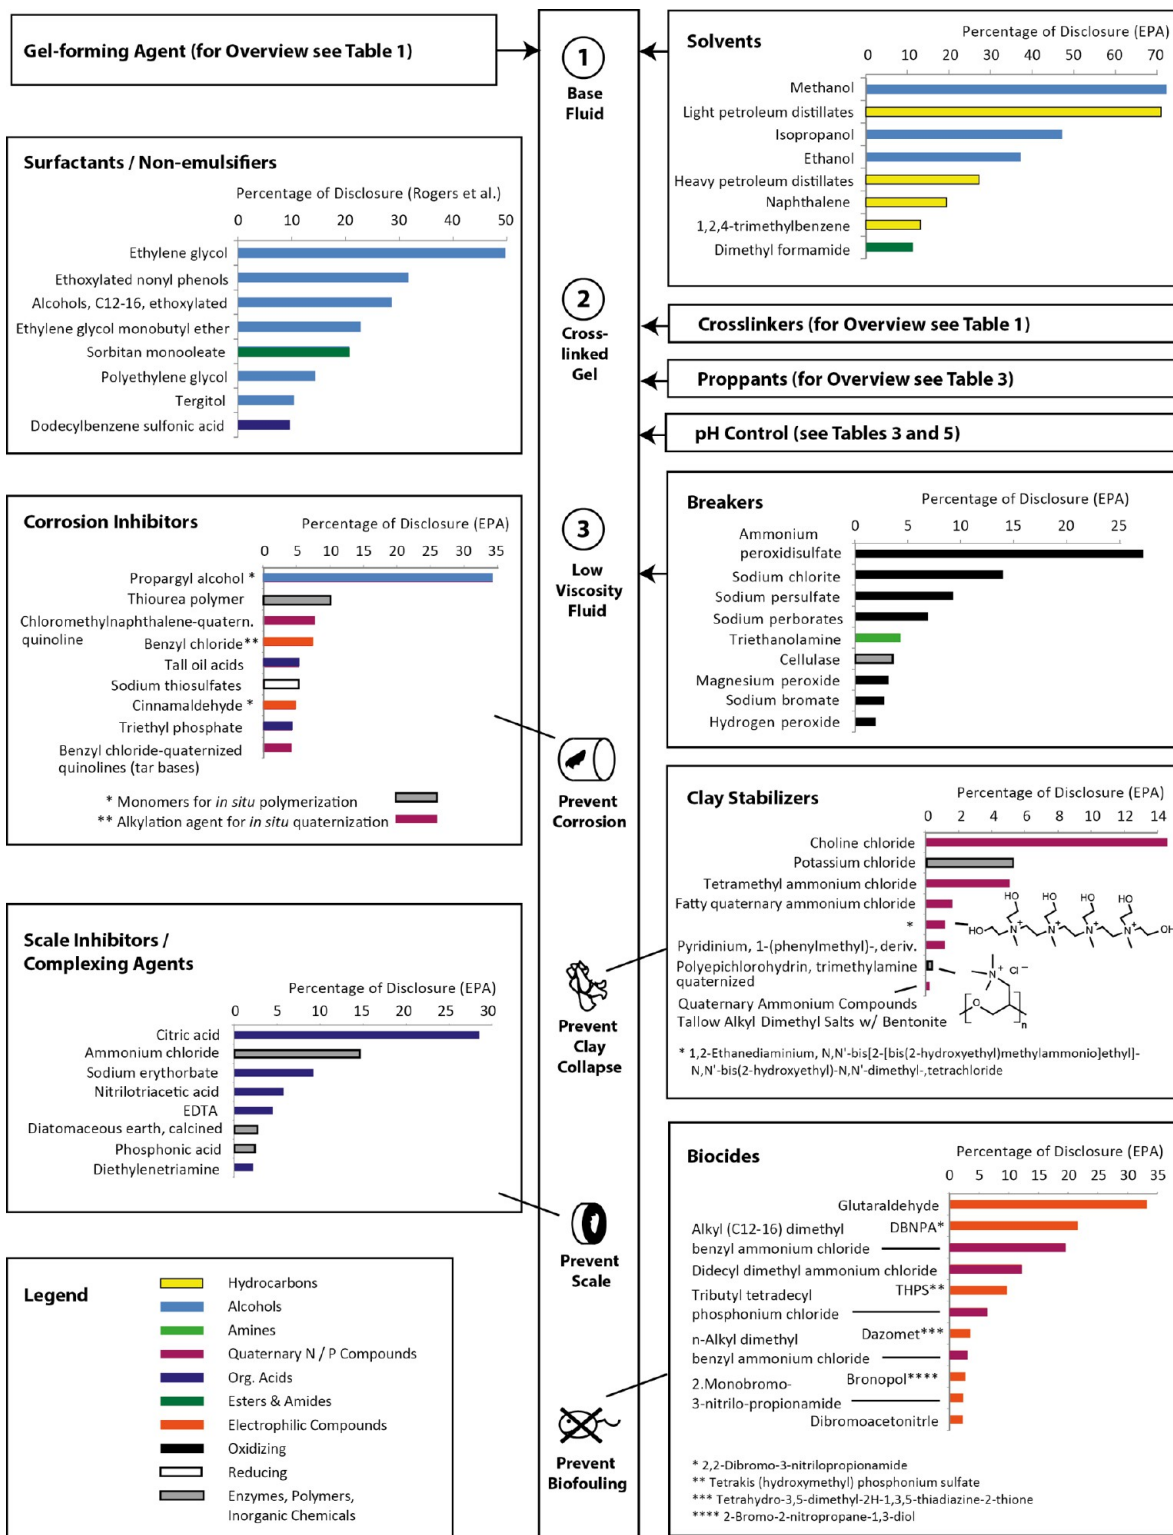 Gel-forming Agent (for Overview see Table 1)
1
Base
Fluid
Solvents
Percentage of Disclosure (EPA)
0 10 20 30 40 50 60 70
Methanol
Light petroleum distillates
Isopropanol
Ethanol
Heavy petroleum distillates
Naphthalene
1,2,4-trimethylbenzene
Dimethyl formamide
Surfactants / Non-emulsifiers
Percentage of Disclosure (Rogers et al.)
0 10 20 30 40 50
Ethylene glycol
Ethoxylated nonyl phenols
Alcohols, C12-16, ethoxylated
Ethylene glycol monobutyl ether
Sorbitan monooleate
Polyethylene glycol
Tergitol
Dodecylbenzene sulfonic acid
2
Cross-
linked
Gel
Crosslinkers (for Overview see Table 1)
Proppants (for Overview see Table 3)
pH Control (see Tables 3 and 5)
Corrosion Inhibitors
Percentage of Disclosure (EPA)
0 5 10 15 20 25 30 35
Propargyl alcohol *
Thiourea polymer
Chloromethylnaphthalene-quatern.
quinoline
Benzyl chloride**
Tall oil acids
Sodium thiosulfates
Cinnamaldehyde *
Triethyl phosphate
Benzyl chloride-quaternized
quinolines (tar bases)
* Monomers for in situ polymerization
** Alkylation agent for in situ quaternization
3
Low
Viscosity
Fluid
Breakers
Percentage of Disclosure (EPA)
0 5 10 15 20 25
Ammonium
peroxidisulfate
Sodium chlorite
Sodium persulfate
Sodium perborates
Triethanolamine
Cellulase
Magnesium peroxide
Sodium bromate
Hydrogen peroxide
Prevent
Corrosion
Clay Stabilizers
Percentage of Disclosure (EPA)
0 2 4 6 8 10 12 14
Choline chloride
Potassium chloride
Tetramethyl ammonium chloride
Fatty quaternary ammonium chloride
*
HO HO HO HO
HO N+ N+ N+ N+ OH
Pyridinium, 1-(phenylmethyl)-, deriv.
Polyepichlorohydrin, trimethylamine
quaternized
N+ Cl−
O n
Quaternary Ammonium Compounds
Tallow Alkyl Dimethyl Salts w/ Bentonite
* 1,2-Ethanediaminium, N,N'-bis[2-[bis(2-hydroxyethyl)methylammonio]ethyl]-
N,N'-bis(2-hydroxyethyl)-N,N'-dimethyl-,tetrachloride
Scale Inhibitors /
Complexing Agents
Percentage of Disclosure (EPA)
0 5 10 15 20 25 30
Citric acid
Ammonium chloride
Sodium erythorbate
Nitrilotriacetic acid
EDTA
Diatomaceous earth, calcined
Phosphonic acid
Diethylenetriamine
Prevent
Clay
Collapse
Prevent
Scale
Biocides
Percentage of Disclosure (EPA)
0 5 10 15 20 25 30 35
Glutaraldehyde
DBNPA*
Alkyl (C12-16) dimethyl
benzyl ammonium chloride
Didecyl dimethyl ammonium chloride
THPS**
Tributyl tetradecyl
phosphonium chloride
Dazomet***
n-Alkyl dimethyl
benzyl ammonium chloride
Bronopol****
2.Monobromo-
3-nitrilo-propionamide
Dibromoacetonitrle
* 2,2-Dibromo-3-nitrilopropionamide
** Tetrakis (hydroxymethyl) phosphonium sulfate
*** Tetrahydro-3,5-dimethyl-2H-1,3,5-thiadiazine-2-thione
**** 2-Bromo-2-nitropropane-1,3-diol
Legend
Hydrocarbons
Alcohols
Amines
Quaternary N / P Compounds
Org. Acids
Esters & Amides
Electrophilic Compounds
Oxidizing
Reducing
Enzymes, Polymers,
Inorganic Chemicals
Prevent
Biofouling